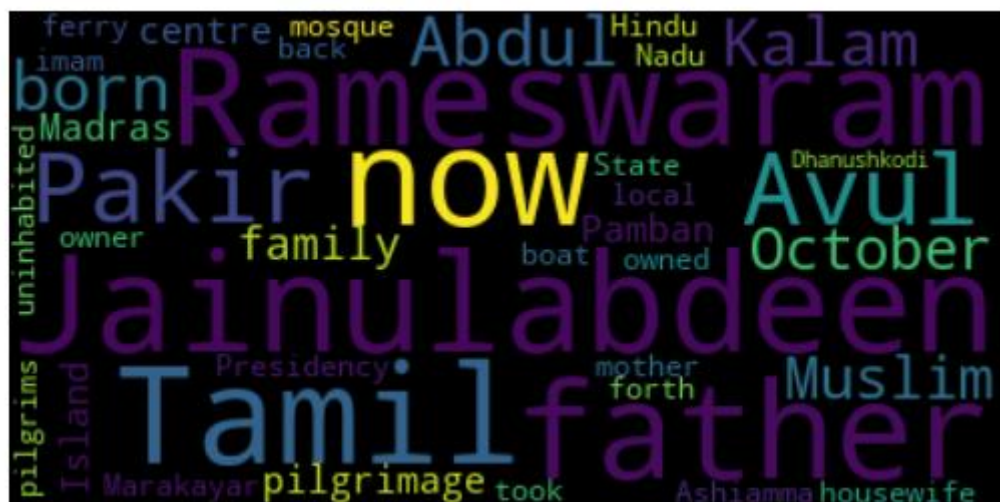 ferry centre mosque Abdul Hindu Kalam
imam back Nadu
born Rameswaram
Madras
uninhabited Pakir now State Dhanushkodi Avul
local
owner family Pamban October
boat owned
Jainulabdeen
pilgrims Island Presidency mother Muslim
Tamil forth father
Marakayar pilgrimage took Ashiamma housewife